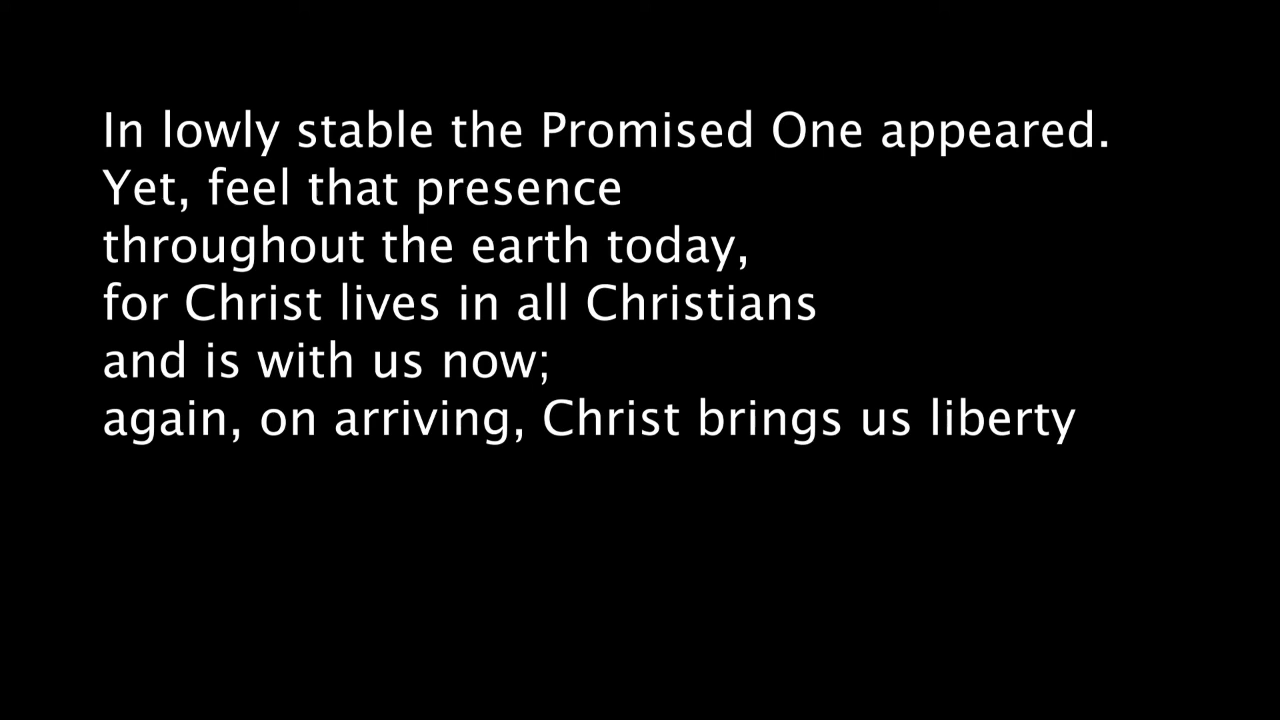 In lowly stable the Promised One appeared.
Yet, feel that presence
throughout the earth today,
for Christ lives in all Christians
and is with us now;
again, on arriving, Christ brings us liberty